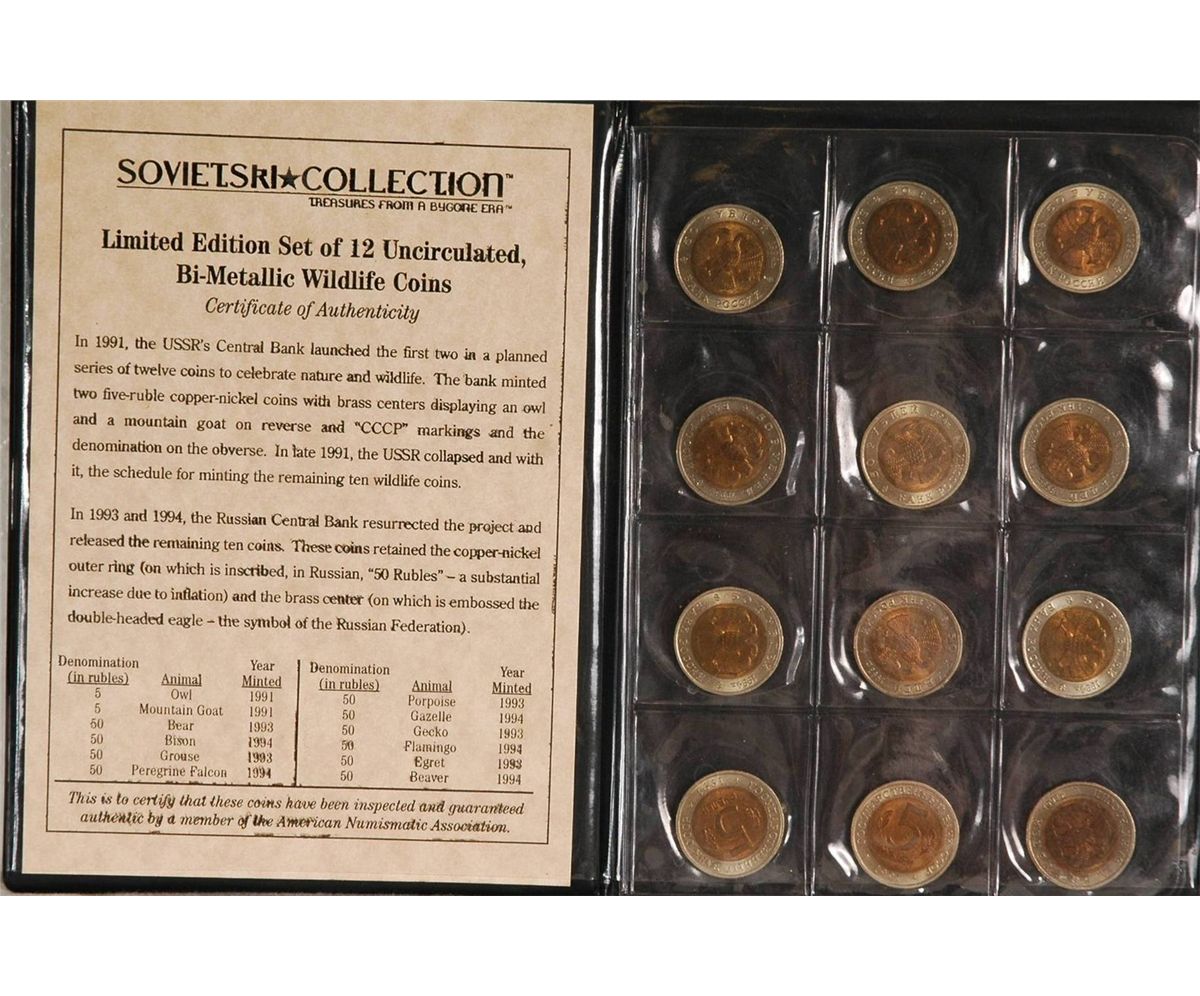 SOVIETSKI★COLLECTION™
TREASURES FROM A BYGONE ERA™
Limited Edition Set of 12 Uncirculated,
Bi-Metallic Wildlife Coins
Certificate of Authenticity
In 1991, the USSR's Central Bank launched the first two in a planned
series of twelve coins to celebrate nature and wildlife. The bank minted
two five-ruble copper-nickel coins with brass centers displaying an owl
and a mountain goat on reverse and "CCCP" markings and the
denomination on the obverse. In late 1991, the USSR collapsed and with
it, the schedule for minting the remaining ten wildlife coins.
In 1993 and 1994, the Russian Central Bank resurrected the project and
released the remaining ten coins. These coins retained the copper-nickel
outer ring (on which is inscribed, in Russian, "50 Rubles" – a substantial
increase due to inflation) and the brass center (on which is embossed the
double-headed eagle – the symbol of the Russian Federation).
Denomination Year
(in rubles) Animal Minted
5 Owl 1991
5 Mountain Goat 1991
50 Bear 1993
50 Bison 1994
50 Grouse 1993
50 Peregrine Falcon 1994
Denomination Year
(in rubles) Animal Minted
50 Porpoise 1993
50 Gazelle 1994
50 Gecko 1993
50 Flamingo 1994
50 Egret 1993
50 Beaver 1994
This is to certify that these coins have been inspected and guaranteed
authentic by a member of the American Numismatic Association.
5
5